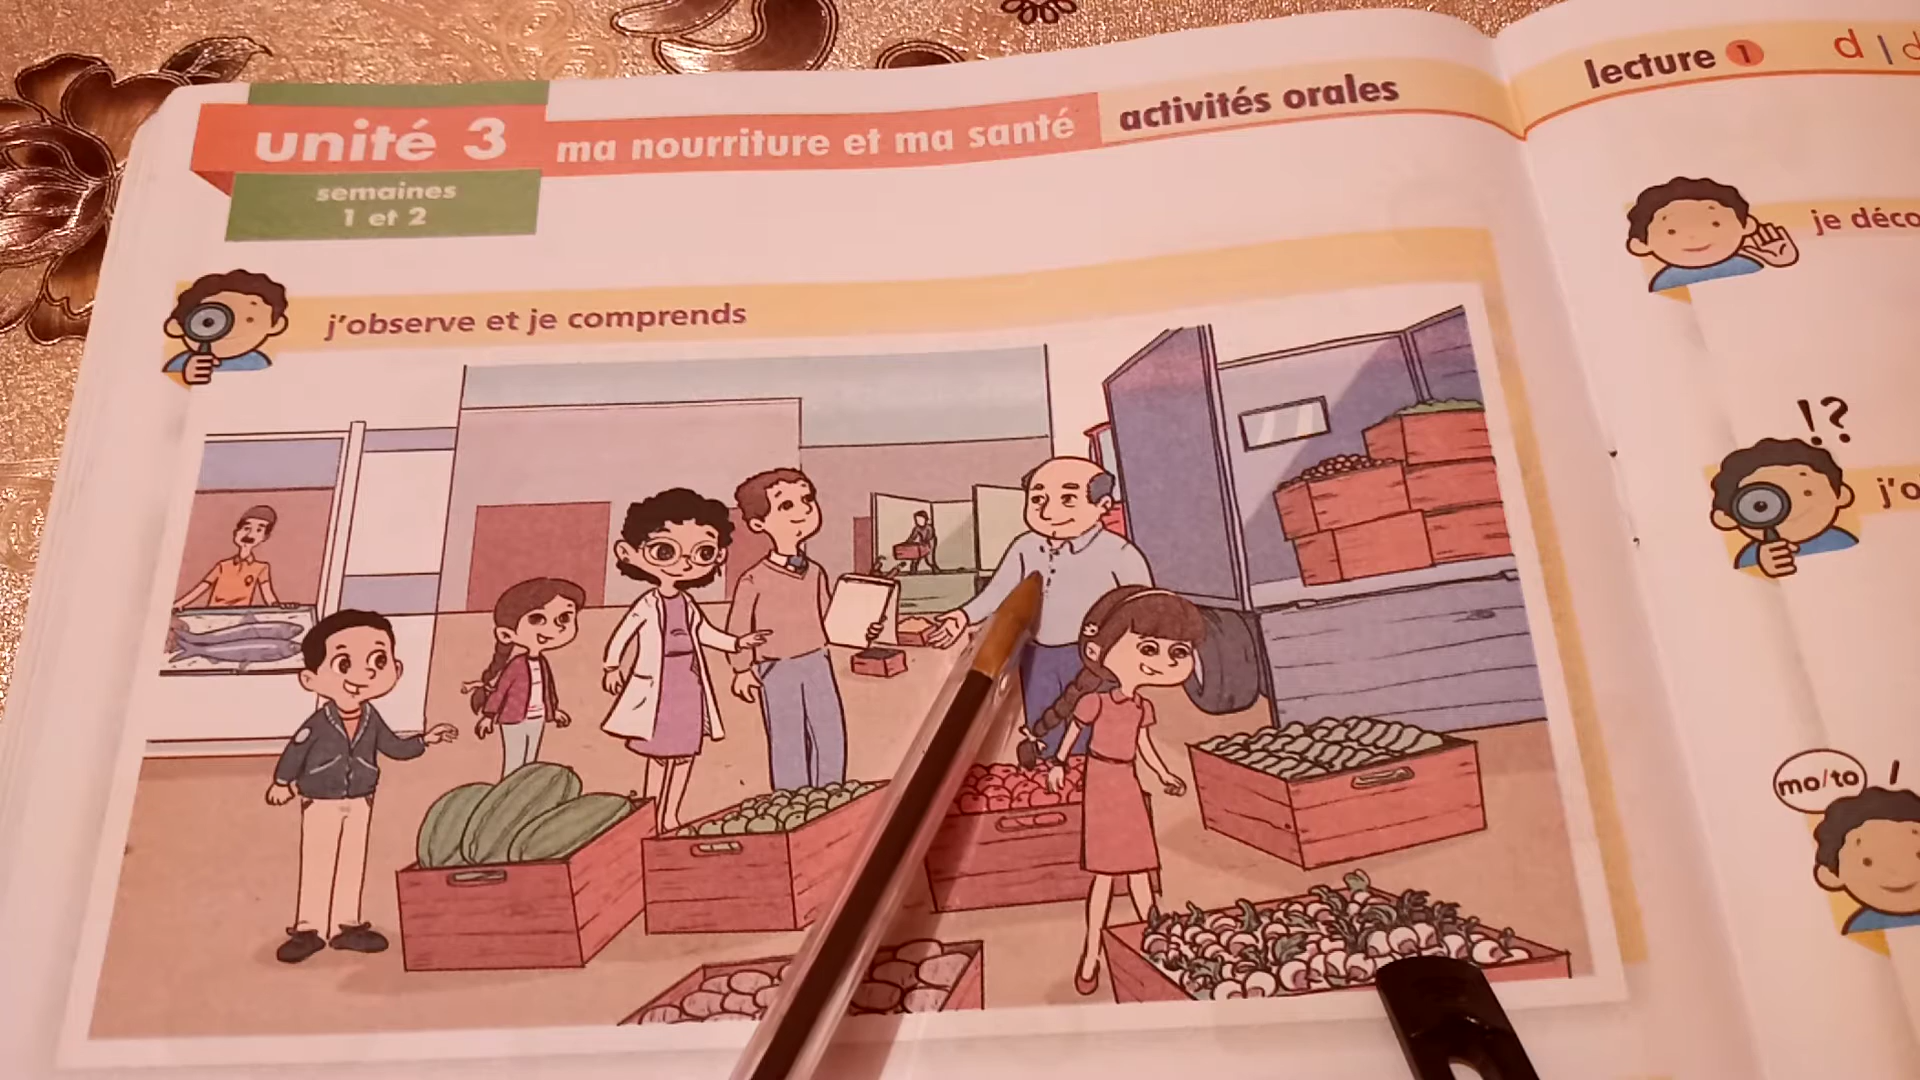 unité 3
ma nourriture et ma santé
activités orales
semaines
1 et 2
j'observe et je comprends
lecture 1
d
je
!?
mo/to